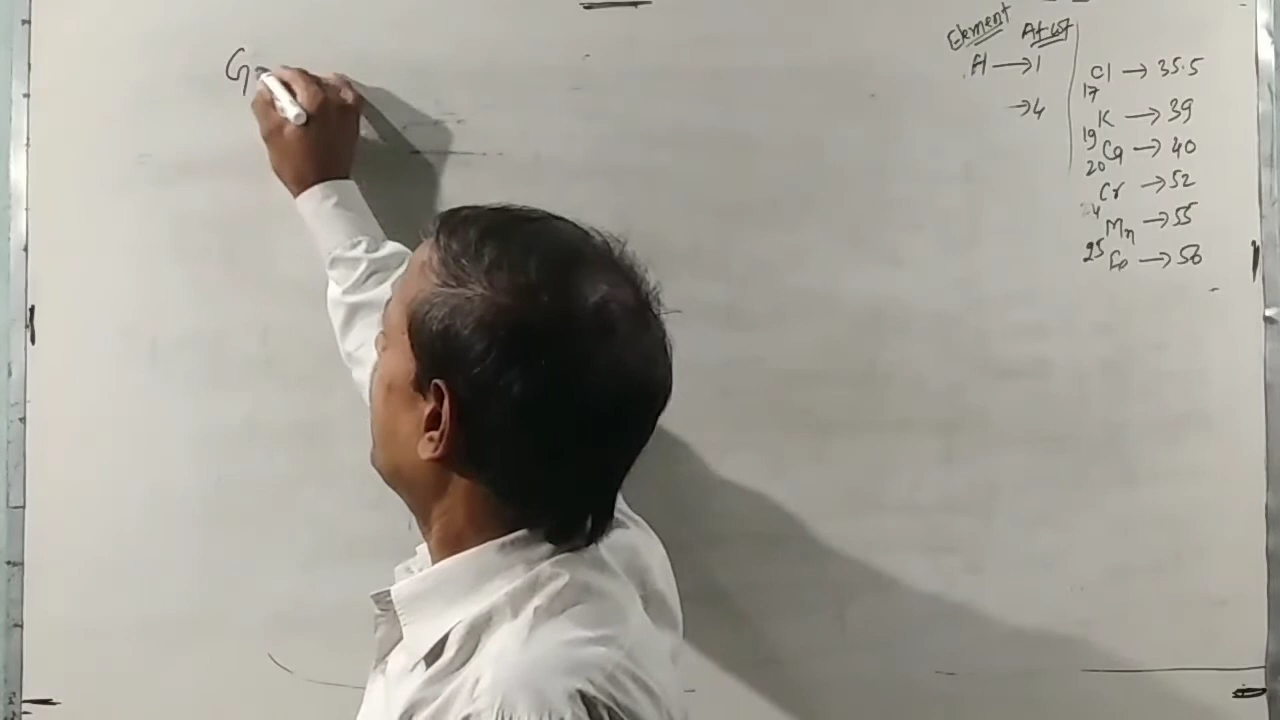 G
Element At wt
H → 1
→ 4
Cl → 35.5
17
K → 39
19
Ca → 40
20
Cr → 52
Mn → 55
25
Fe → 56